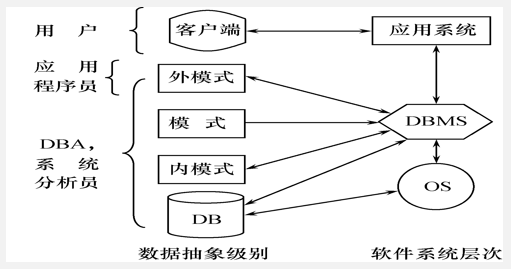 用 户
客户端
应用系统
应 用
程序员
外模式
DBA，
系 统
分析员
模 式
内模式
DB
DBMS
OS
数据抽象级别
软件系统层次